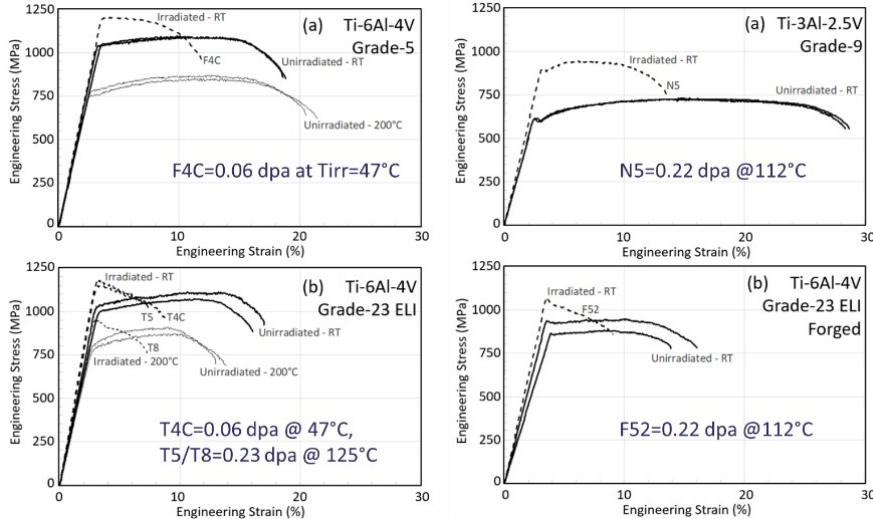 (a) Ti-6Al-4V
Grade-5
Irradiated - RT
F4C
Unirradiated - RT
Unirradiated - 200°C
F4C=0.06 dpa at Tirr=47°C
Engineering Stress (MPa)
1250
1000
750
500
250
0
0 10 20 30
Engineering Strain (%)
(a) Ti-3Al-2.5V
Grade-9
Irradiated - RT
N5
Unirradiated - RT
N5=0.22 dpa @112°C
Engineering Stress (MPa)
1250
1000
750
500
250
0
0 10 20 30
Engineering Strain (%)
(b) Ti-6Al-4V
Grade-23 ELI
Irradiated - RT
T5 T4C
Unirradiated - RT
T8
Irradiated - 200°C
Unirradiated - 200°C
T4C=0.06 dpa @ 47°C,
T5/T8=0.23 dpa @ 125°C
Engineering Stress (MPa)
1250
1000
750
500
250
0
0 10 20 30
Engineering Strain (%)
(b) Ti-6Al-4V
Grade-23 ELI
Forged
Irradiated - RT
F52
Unirradiated - RT
F52=0.22 dpa @112°C
Engineering Stress (MPa)
1250
1000
750
500
250
0
0 10 20 30
Engineering Strain (%)